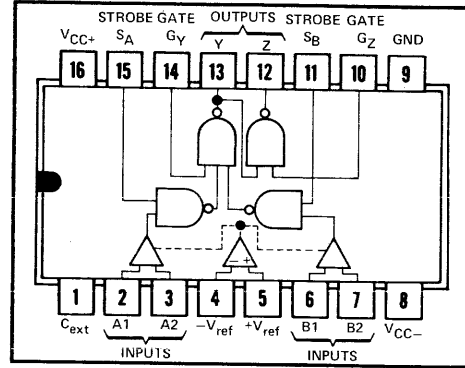 STROBE GATE OUTPUTS STROBE GATE
VCC+ SA GY Y Z SB GZ GND
16 15 14 13 12 11 10 9
− +
1 2 3 4 5 6 7 8
Cext A1 A2 −Vref +Vref B1 B2 VCC−
INPUTS INPUTS